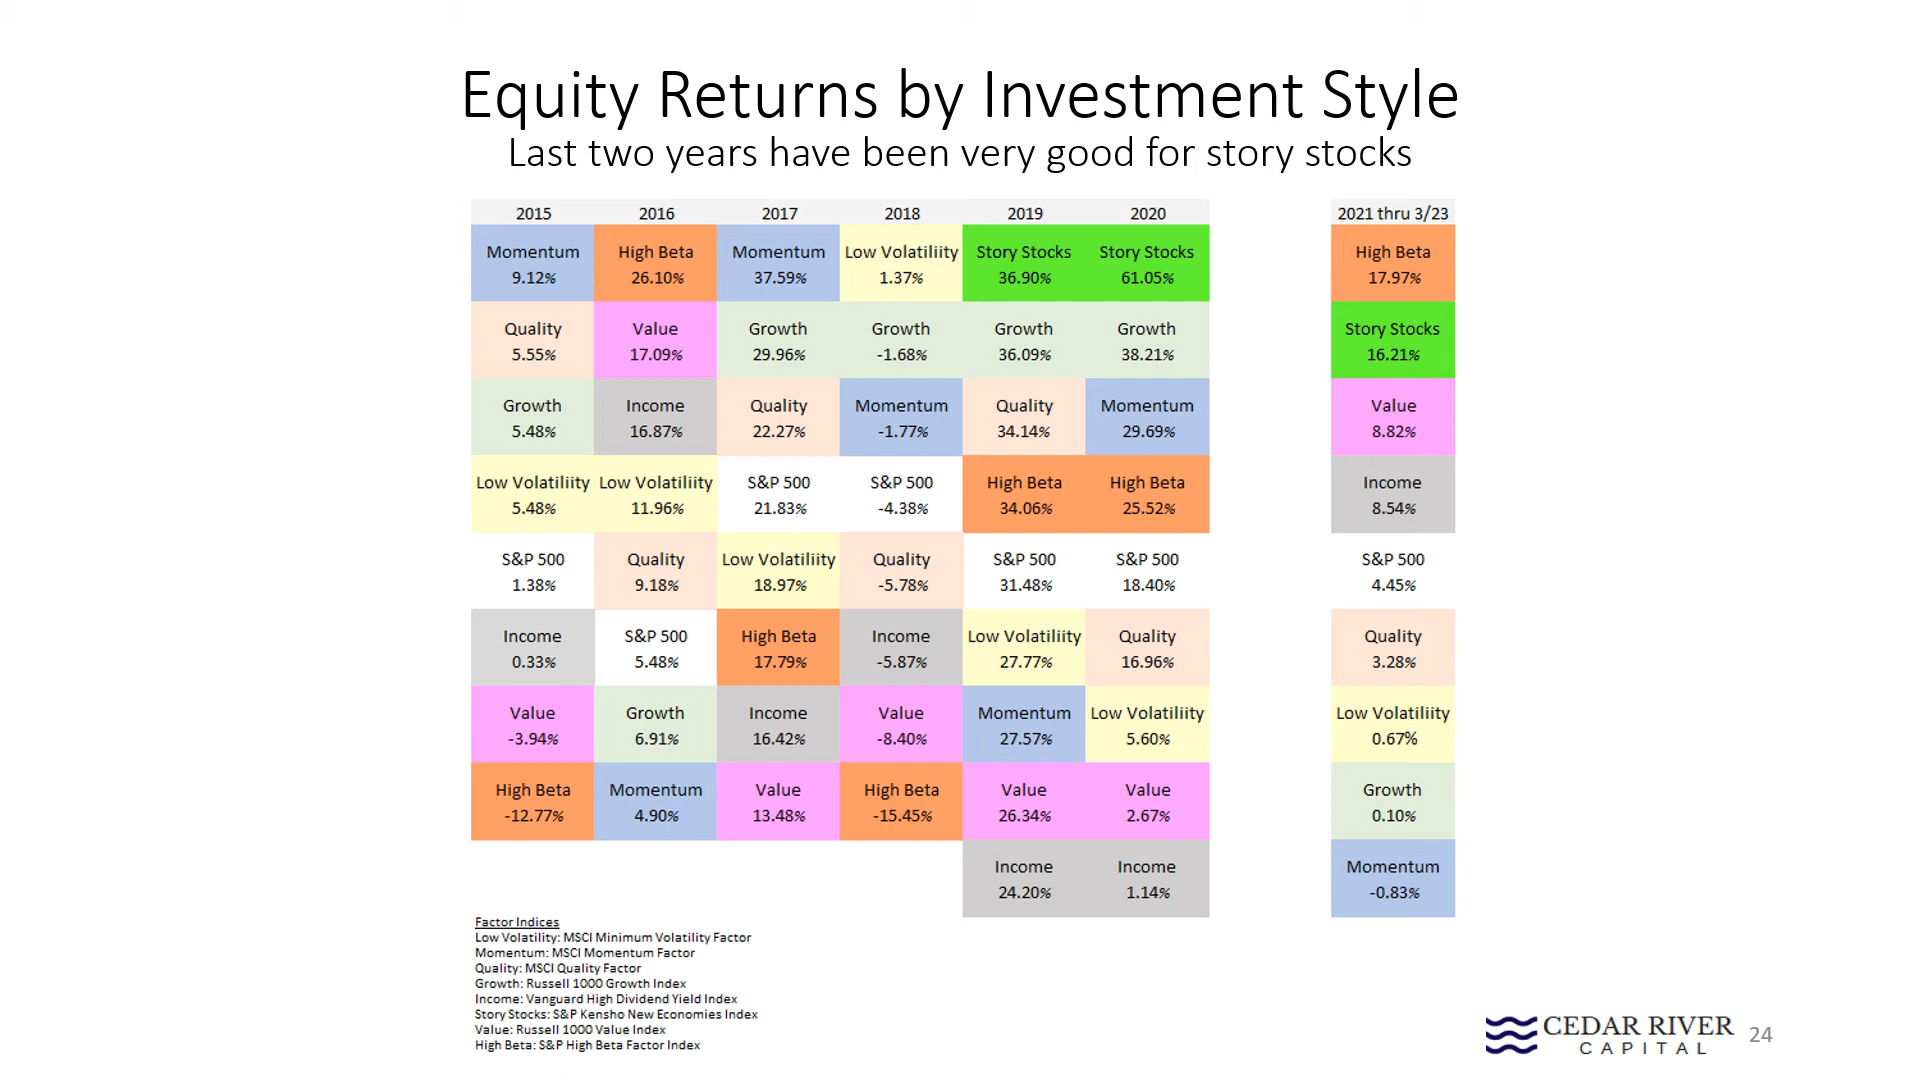 Equity Returns by Investment Style
Last two years have been very good for story stocks
2015 2016 2017 2018 2019 2020 2021 thru 3/23
Momentum High Beta Momentum Low Volatiliity Story Stocks Story Stocks High Beta
9.12% 26.10% 37.59% 1.37% 36.90% 61.05% 17.97%
Quality Value Growth Growth Growth Growth Story Stocks
5.55% 17.09% 29.96% -1.68% 36.09% 38.21% 16.21%
Growth Income Quality Momentum Quality Momentum Value
5.48% 16.87% 22.27% -1.77% 34.14% 29.69% 8.82%
Low Volatiliity Low Volatiliity S&P 500 S&P 500 High Beta High Beta Income
5.48% 11.96% 21.83% -4.38% 34.06% 25.52% 8.54%
S&P 500 Quality Low Volatiliity Quality S&P 500 S&P 500 S&P 500
1.38% 9.18% 18.97% -5.78% 31.48% 18.40% 4.45%
Income S&P 500 High Beta Income Low Volatiliity Quality Quality
0.33% 5.48% 17.79% -5.87% 27.77% 16.96% 3.28%
Value Growth Income Value Momentum Low Volatiliity Low Volatiliity
-3.94% 6.91% 16.42% -8.40% 27.57% 5.60% 0.67%
High Beta Momentum Value High Beta Value Value Growth
-12.77% 4.90% 13.48% -15.45% 26.34% 2.67% 0.10%
Income Income Momentum
24.20% 1.14% -0.83%
Factor Indices
Low Volatility: MSCI Minimum Volatility Factor
Momentum: MSCI Momentum Factor
Quality: MSCI Quality Factor
Growth: Russell 1000 Growth Index
Income: Vanguard High Dividend Yield Index
Story Stocks: S&P Kensho New Economies Index
Value: Russell 1000 Value Index
High Beta: S&P High Beta Factor Index
CEDAR RIVER
CAPITAL
24